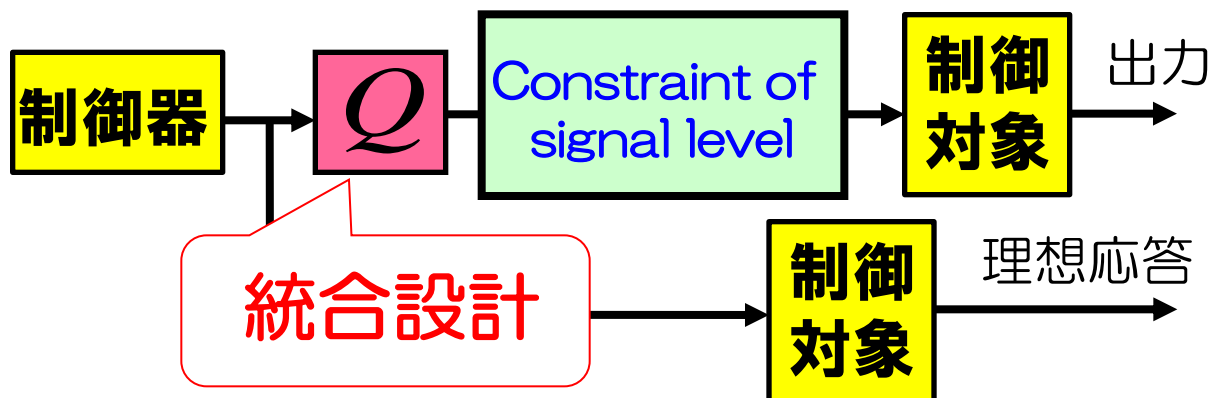 制御器
Q
Constraint of
signal level
制御
対象
出力
統合設計
制御
対象
理想応答